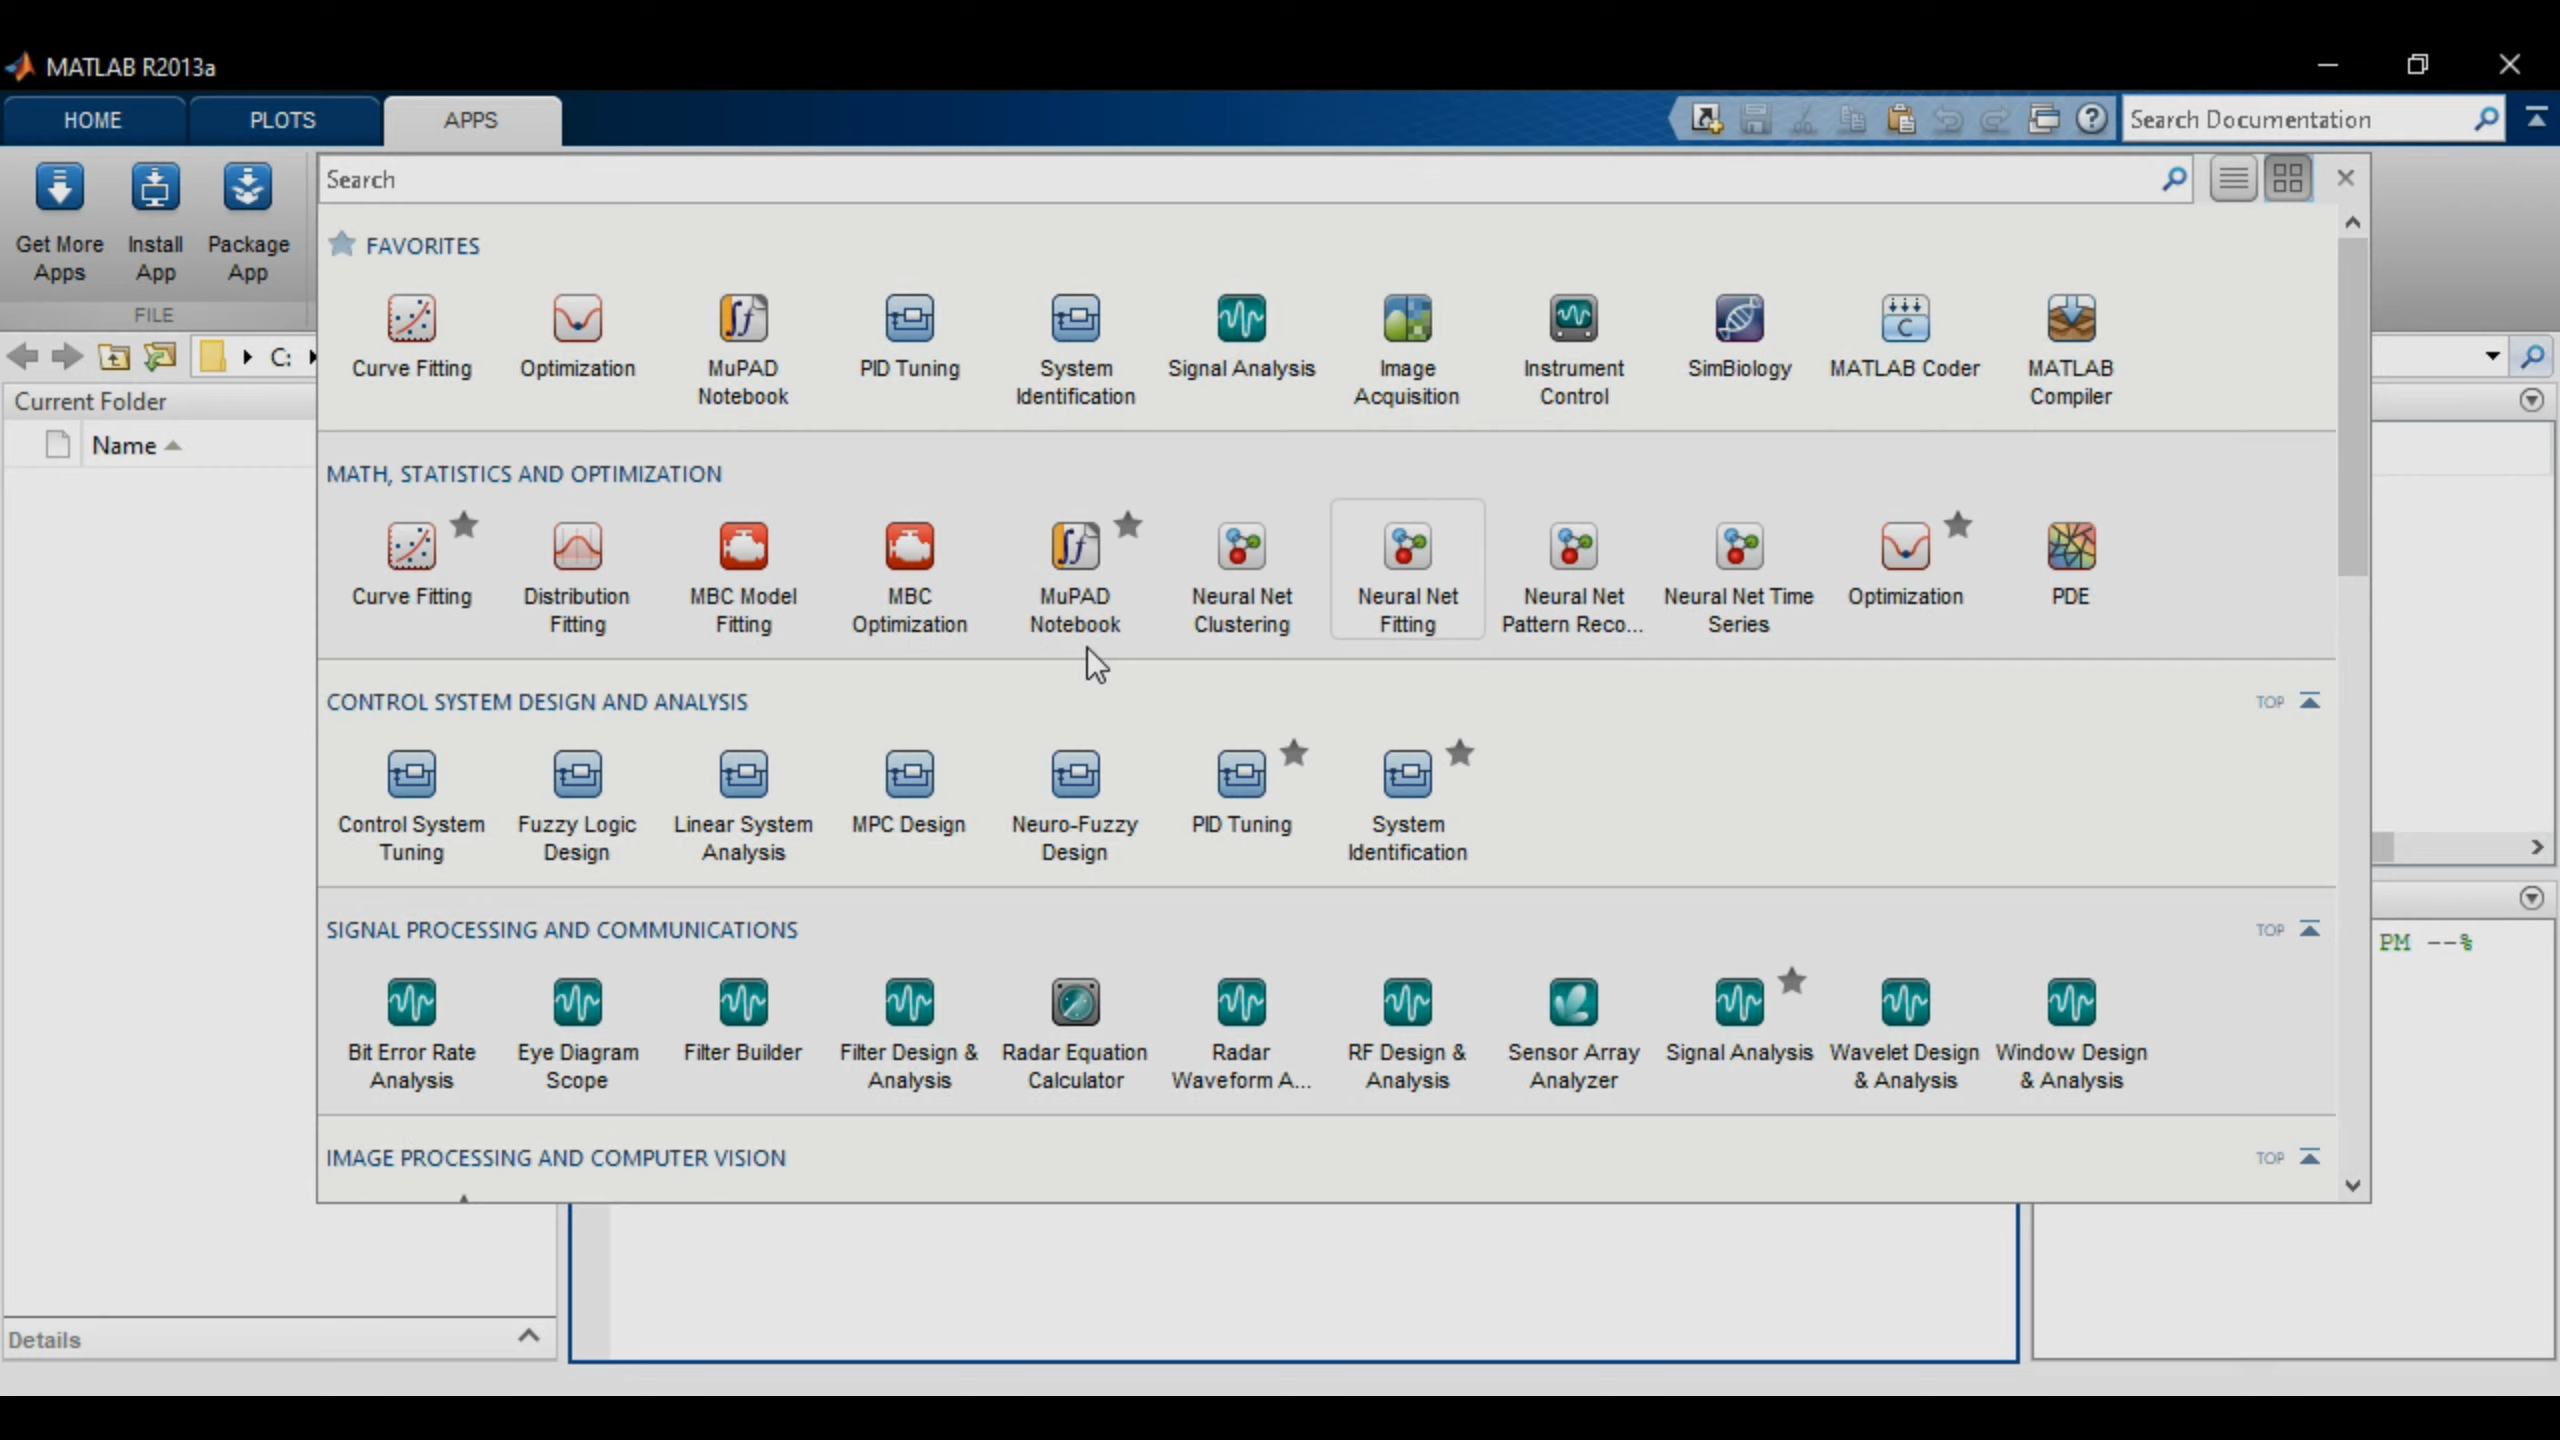 MATLAB R2013a
HOME
PLOTS
APPS
Search Documentation
Get More Apps
Install App
Package App
FILE
Search
FAVORITES
Curve Fitting
Optimization
MuPAD Notebook
PID Tuning
System Identification
Signal Analysis
Image Acquisition
Instrument Control
SimBiology
MATLAB Coder
MATLAB Compiler
C:
Current Folder
Name
MATH, STATISTICS AND OPTIMIZATION
Curve Fitting
Distribution Fitting
MBC Model Fitting
MBC Optimization
MuPAD Notebook
Neural Net Clustering
Neural Net Fitting
Neural Net Pattern Reco...
Neural Net Time Series
Optimization
PDE
CONTROL SYSTEM DESIGN AND ANALYSIS
TOP
Control System Tuning
Fuzzy Logic Design
Linear System Analysis
MPC Design
Neuro-Fuzzy Design
PID Tuning
System Identification
SIGNAL PROCESSING AND COMMUNICATIONS
TOP
PM --%
Bit Error Rate Analysis
Eye Diagram Scope
Filter Builder
Filter Design & Analysis
Radar Equation Calculator
Radar Waveform A...
RF Design & Analysis
Sensor Array Analyzer
Signal Analysis
Wavelet Design & Analysis
Window Design & Analysis
IMAGE PROCESSING AND COMPUTER VISION
TOP
Details